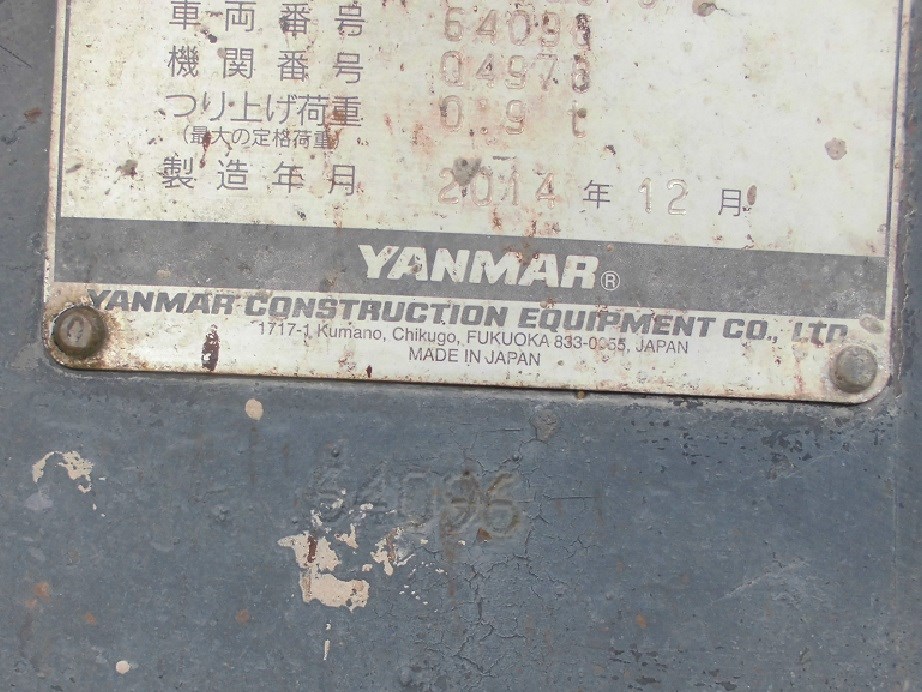 車両番号 64096
機関番号 04976
つり上げ荷重 0.9 t
(最大の定格荷重)
製造年月 2014 年 12 月
YANMAR®
YANMAR CONSTRUCTION EQUIPMENT CO., LTD.
1717-1 Kumano, Chikugo, FUKUOKA 833-0055, JAPAN
MADE IN JAPAN
64096